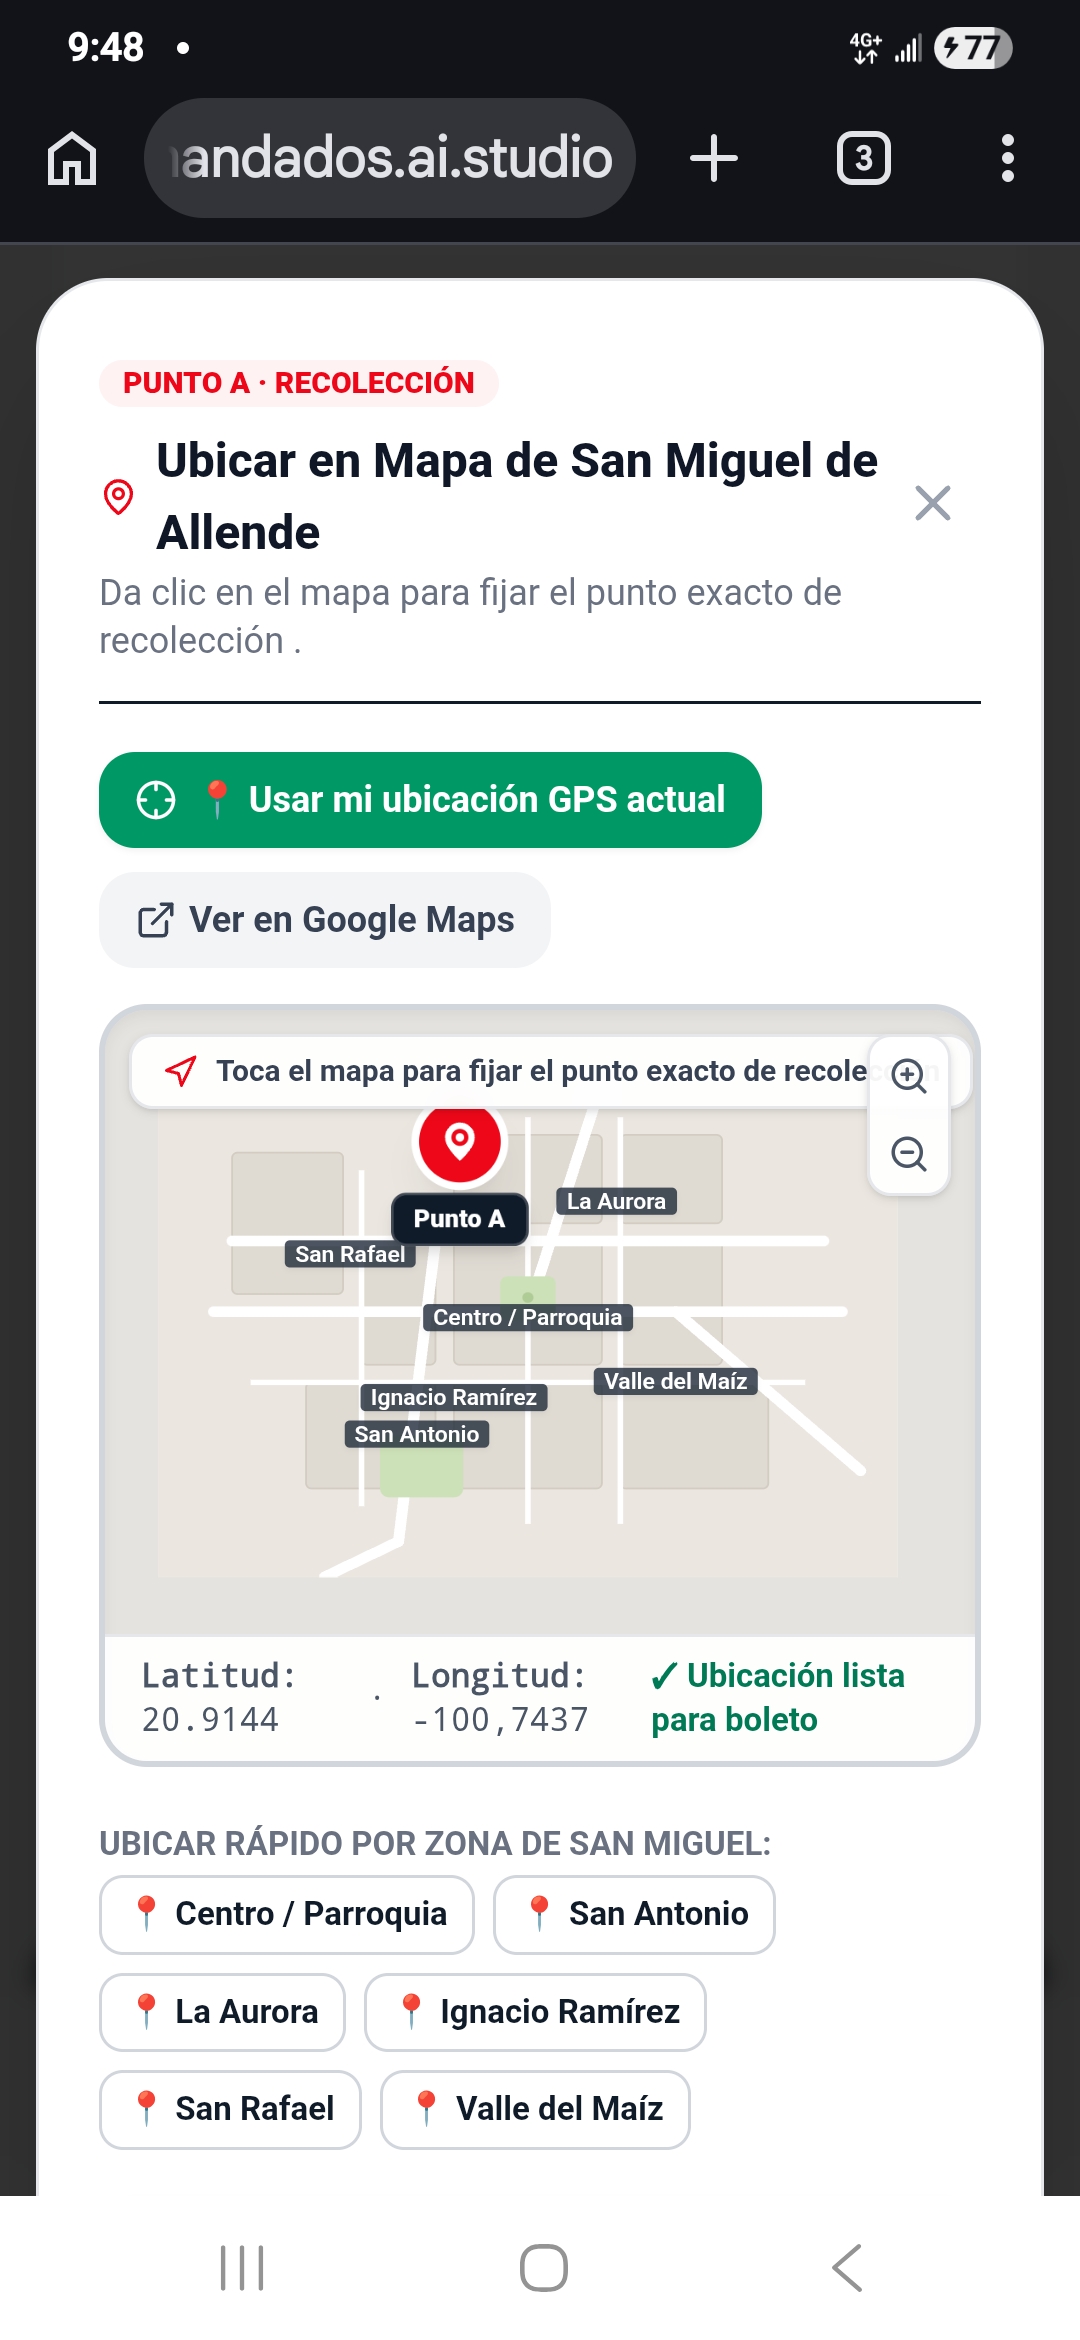 9:48
4G+
77
andados.ai.studio
3
PUNTO A · RECOLECCIÓN
Ubicar en Mapa de San Miguel de
Allende
Da clic en el mapa para fijar el punto exacto de
recolección .
📍 Usar mi ubicación GPS actual
Ver en Google Maps
Toca el mapa para fijar el punto exacto de
Punto A
La Aurora
San Rafael
Centro / Parroquia
Valle del Maíz
Ignacio Ramírez
San Antonio
Latitud:
20.9144
·
Longitud:
-100,7437
✓ Ubicación lista
para boleto
UBICAR RÁPIDO POR ZONA DE SAN MIGUEL:
📍 Centro / Parroquia
📍 San Antonio
📍 La Aurora
📍 Ignacio Ramírez
📍 San Rafael
📍 Valle del Maíz